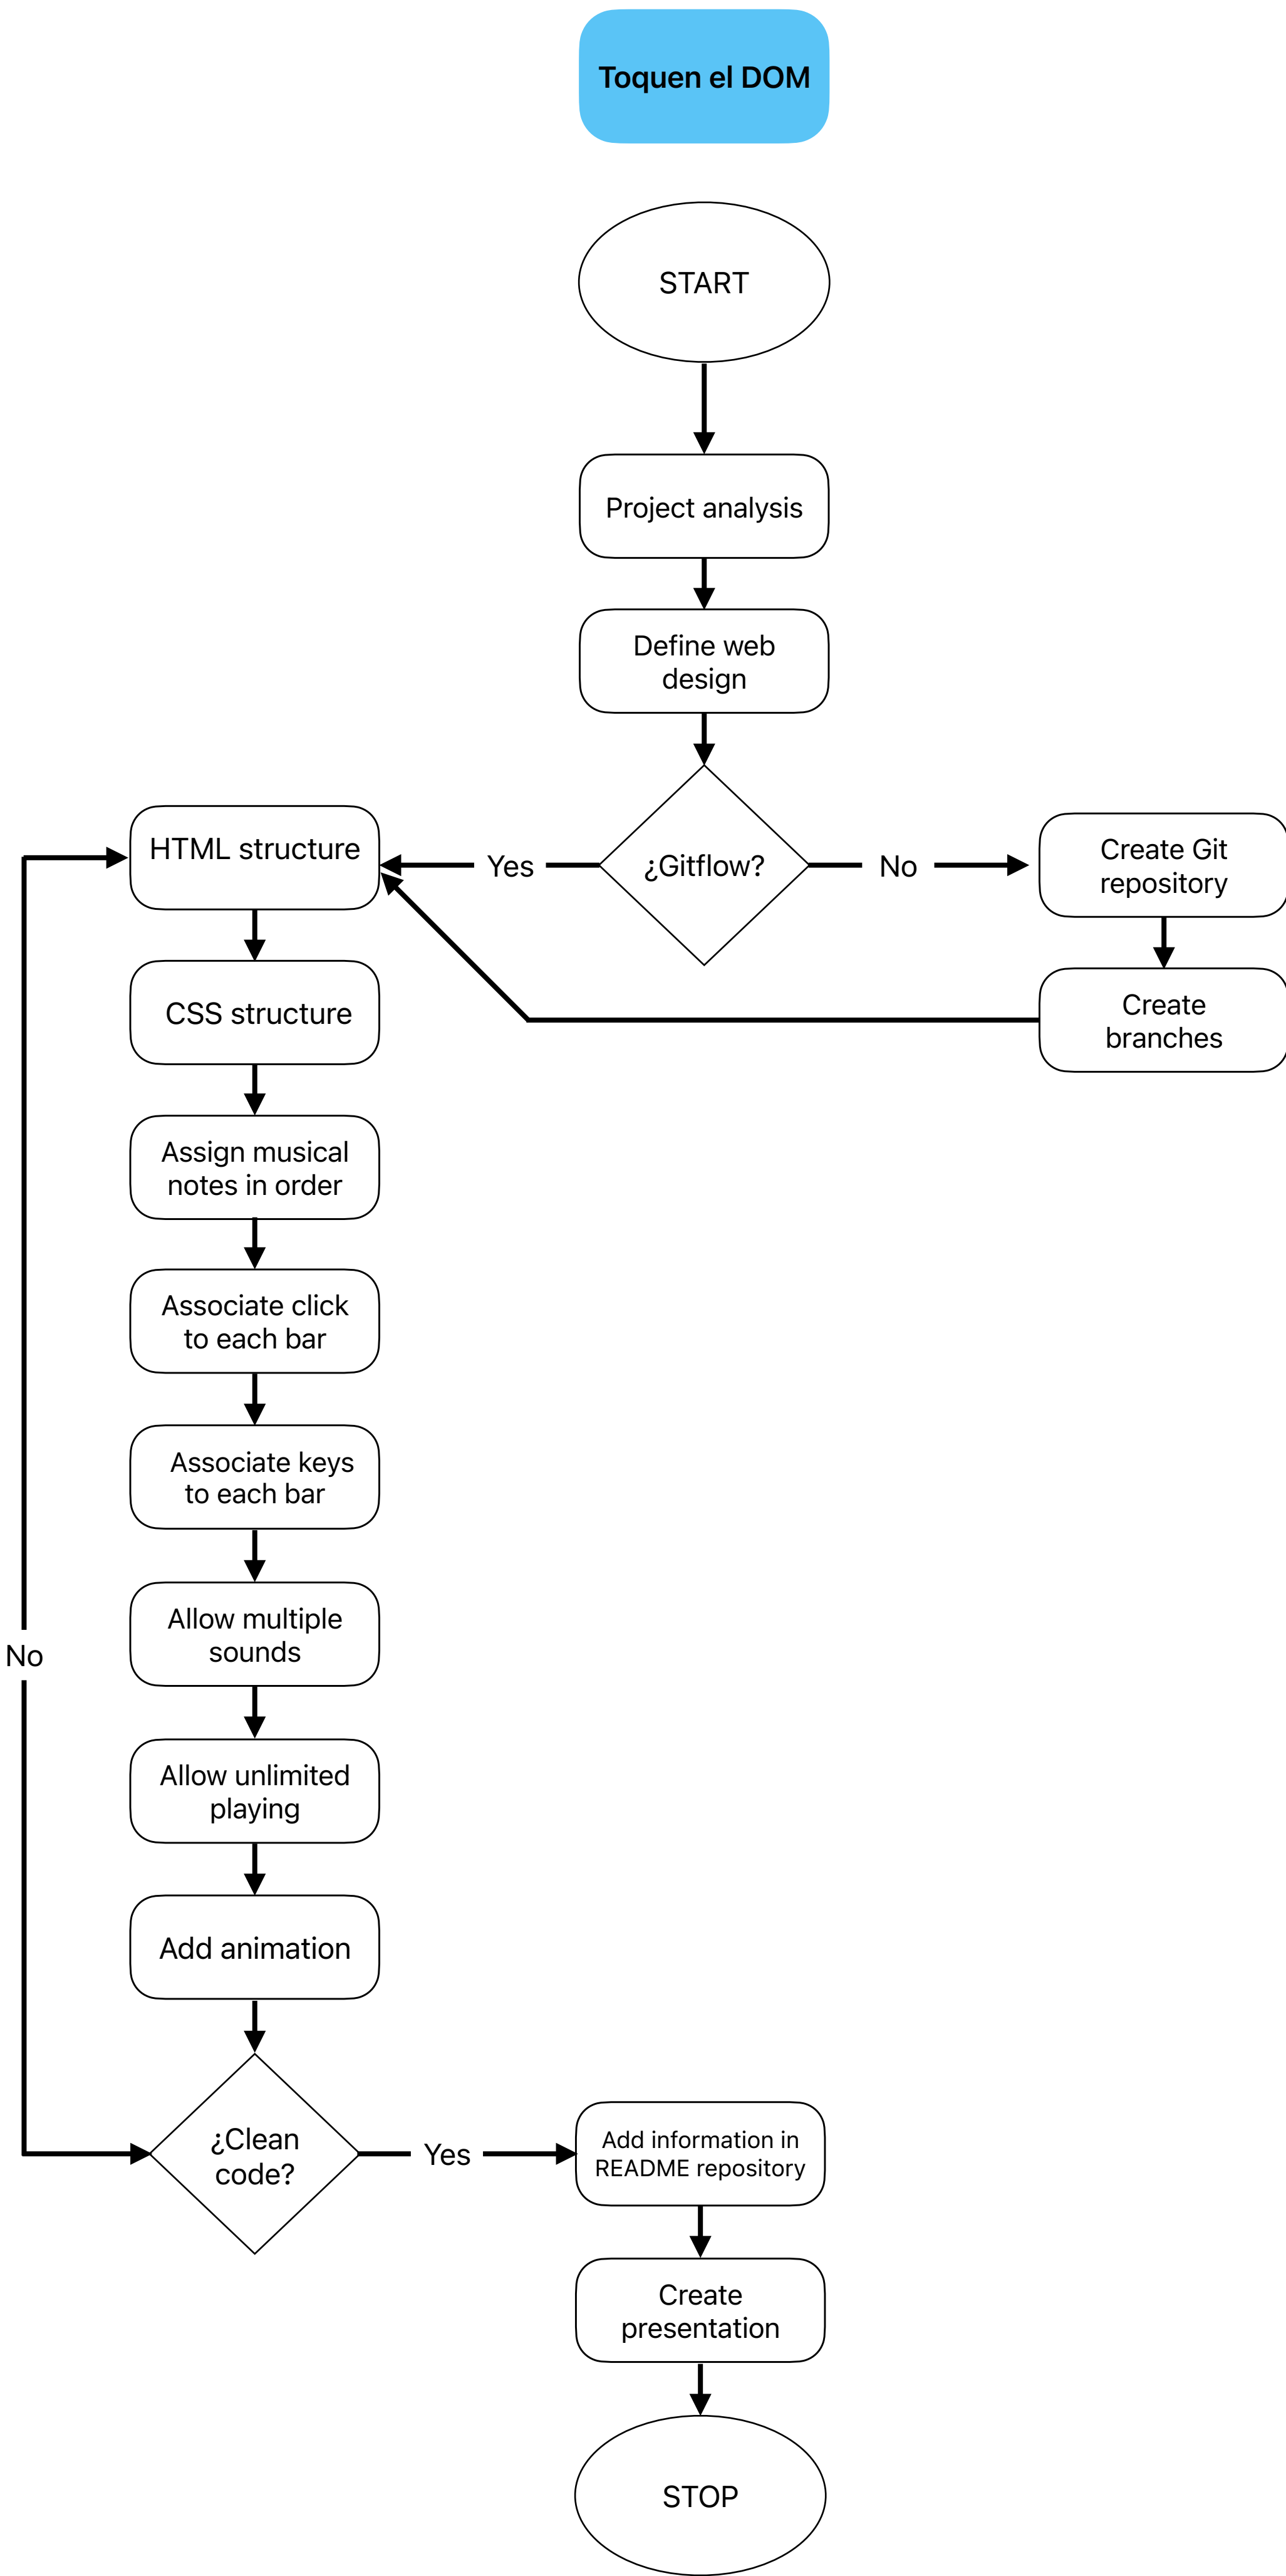 Toquen el DOM
START
Project analysis
Define web
design
HTML structure
Yes
¿Gitflow?
No
Create Git
repository
Create
branches
CSS structure
Assign musical
notes in order
Associate click
to each bar
Associate keys
to each bar
Allow multiple
sounds
No
Allow unlimited
playing
Add animation
¿Clean
code?
Yes
Add information in
README repository
Create
presentation
STOP